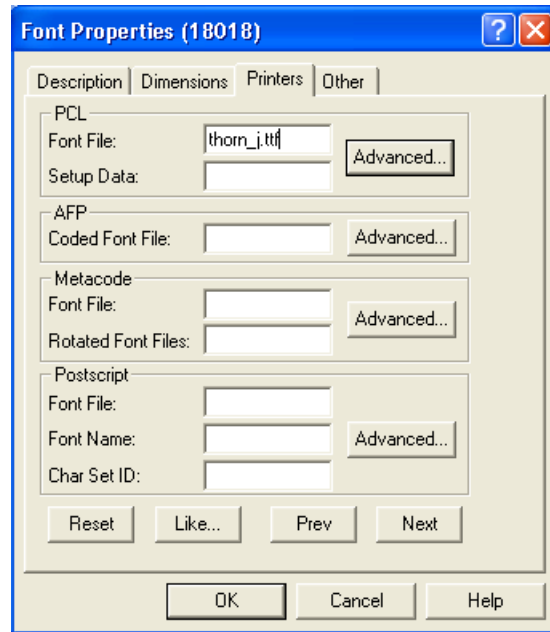 Font Properties (18018)
Description Dimensions Printers Other
PCL
Font File: thorn_j.ttf
Advanced...
Setup Data:
AFP
Coded Font File: Advanced...
Metacode
Font File:
Advanced...
Rotated Font Files:
Postscript
Font File:
Font Name: Advanced...
Char Set ID:
Reset Like... Prev Next
OK Cancel Help